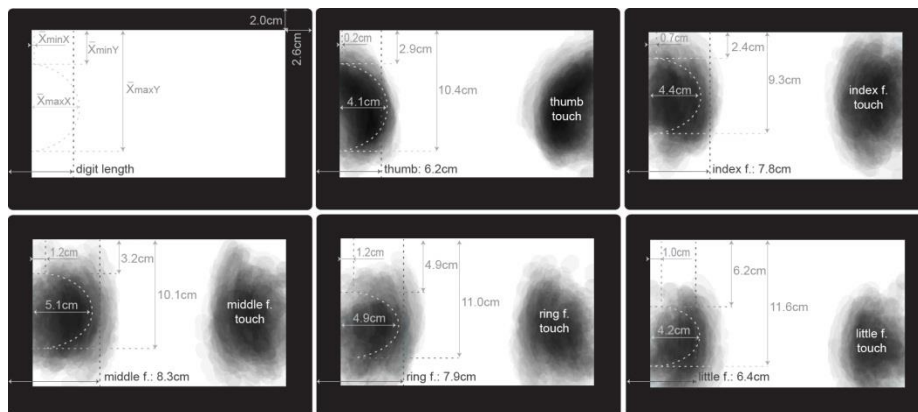 2.0cm
2.6cm
X̄minX
X̄minY
X̄maxX
X̄maxY
digit length
0.2cm
2.9cm
4.1cm
10.4cm
thumb
touch
thumb: 6.2cm
0.7cm
2.4cm
4.4cm
9.3cm
index f.
touch
index f.: 7.8cm
1.2cm
3.2cm
5.1cm
10.1cm
middle f.
touch
middle f.: 8.3cm
1.2cm
4.9cm
4.9cm
11.0cm
ring f.
touch
ring f.: 7.9cm
1.0cm
6.2cm
4.2cm
11.6cm
little f.
touch
little f.: 6.4cm